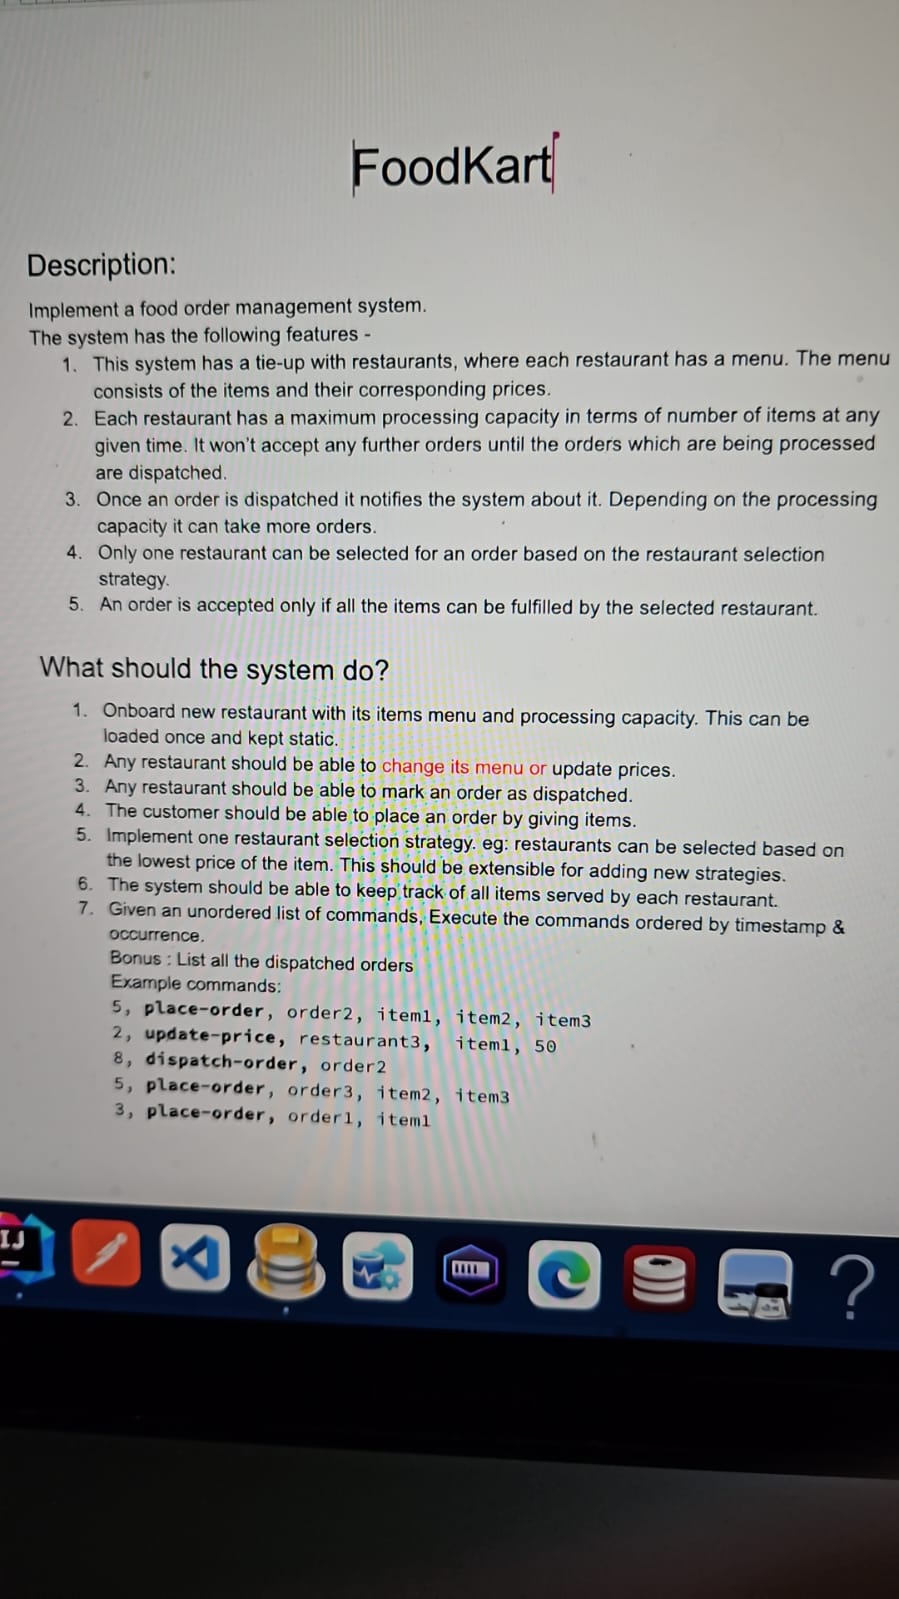 FoodKart
Description:
Implement a food order management system.
The system has the following features -
1. This system has a tie-up with restaurants, where each restaurant has a menu. The menu
consists of the items and their corresponding prices.
2. Each restaurant has a maximum processing capacity in terms of number of items at any
given time. It won't accept any further orders until the orders which are being processed
are dispatched.
3. Once an order is dispatched it notifies the system about it. Depending on the processing
capacity it can take more orders.
4. Only one restaurant can be selected for an order based on the restaurant selection
strategy.
5. An order is accepted only if all the items can be fulfilled by the selected restaurant.
What should the system do?
1. Onboard new restaurant with its items menu and processing capacity. This can be
loaded once and kept static.
2. Any restaurant should be able to change its menu or update prices.
3. Any restaurant should be able to mark an order as dispatched.
4. The customer should be able to place an order by giving items.
5. Implement one restaurant selection strategy. eg: restaurants can be selected based on
the lowest price of the item. This should be extensible for adding new strategies.
6. The system should be able to keep track of all items served by each restaurant.
7. Given an unordered list of commands, Execute the commands ordered by timestamp &
occurrence.
Bonus : List all the dispatched orders
Example commands:
5, place-order, order2, item1, item2, item3
2, update-price, restaurant3, item1, 50
8, dispatch-order, order2
5, place-order, order3, item2, item3
3, place-order, order1, item1
IJ
?